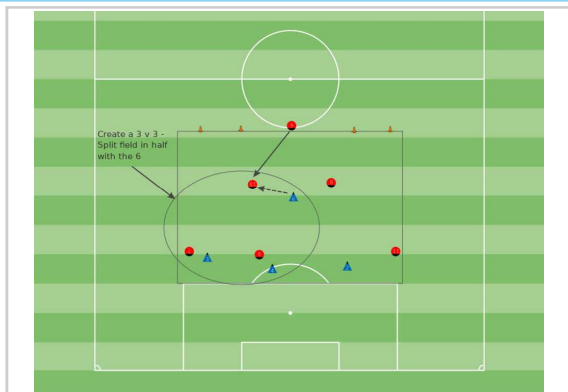 Create a 3 v 3 -
Split field in half
with the 6